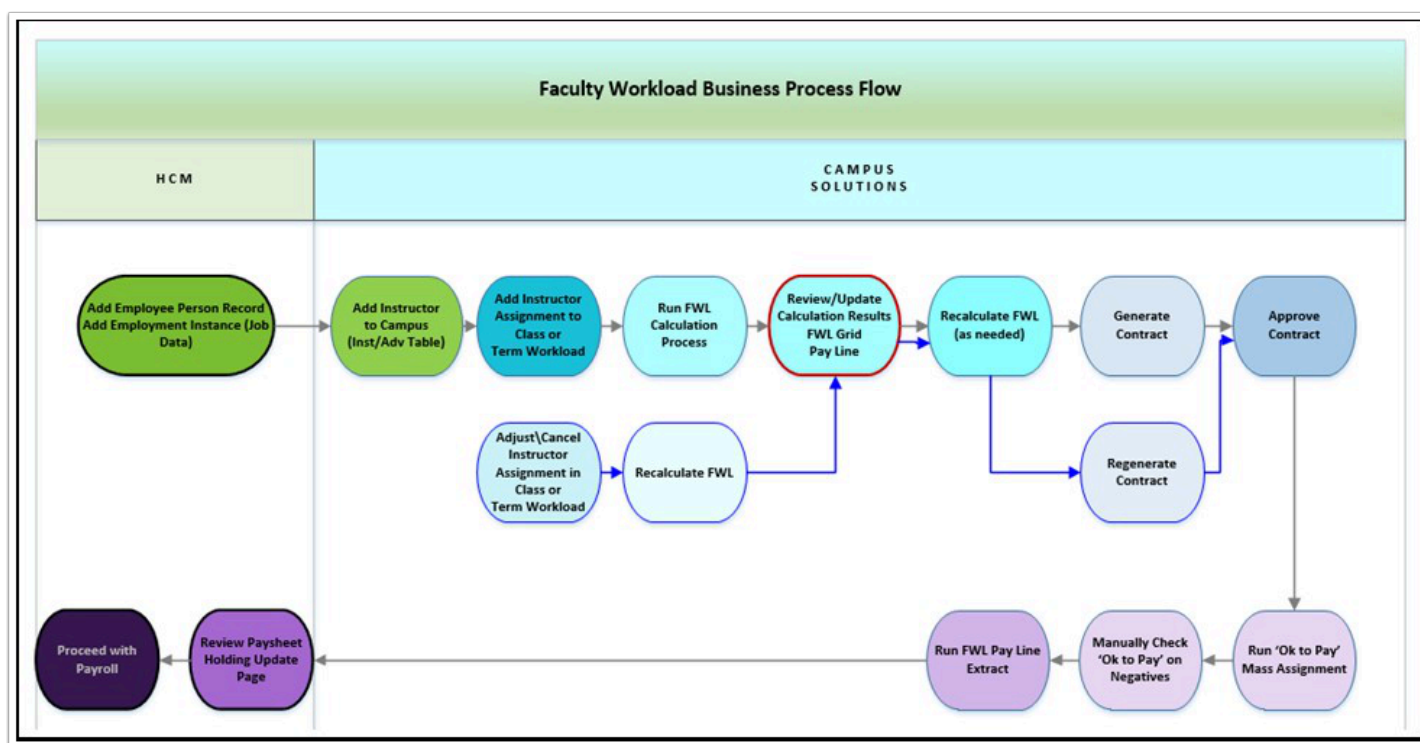 Faculty Workload Business Process Flow
HCM
CAMPUS
SOLUTIONS
Add Employee Person Record
Add Employment Instance (Job
Data)
Add Instructor
to Campus
(Inst/Adv Table)
Add Instructor
Assignment to
Class or
Term Workload
Run FWL
Calculation
Process
Review/Update
Calculation Results
FWL Grid
Pay Line
Recalculate FWL
(as needed)
Generate
Contract
Approve
Contract
Adjust\Cancel
Instructor
Assignment in
Class or
Term Workload
Recalculate FWL
Regenerate
Contract
Proceed with
Payroll
Review Paysheet
Holding Update
Page
Run FWL Pay Line
Extract
Manually Check
‘Ok to Pay’ on
Negatives
Run ‘Ok to Pay’
Mass Assignment